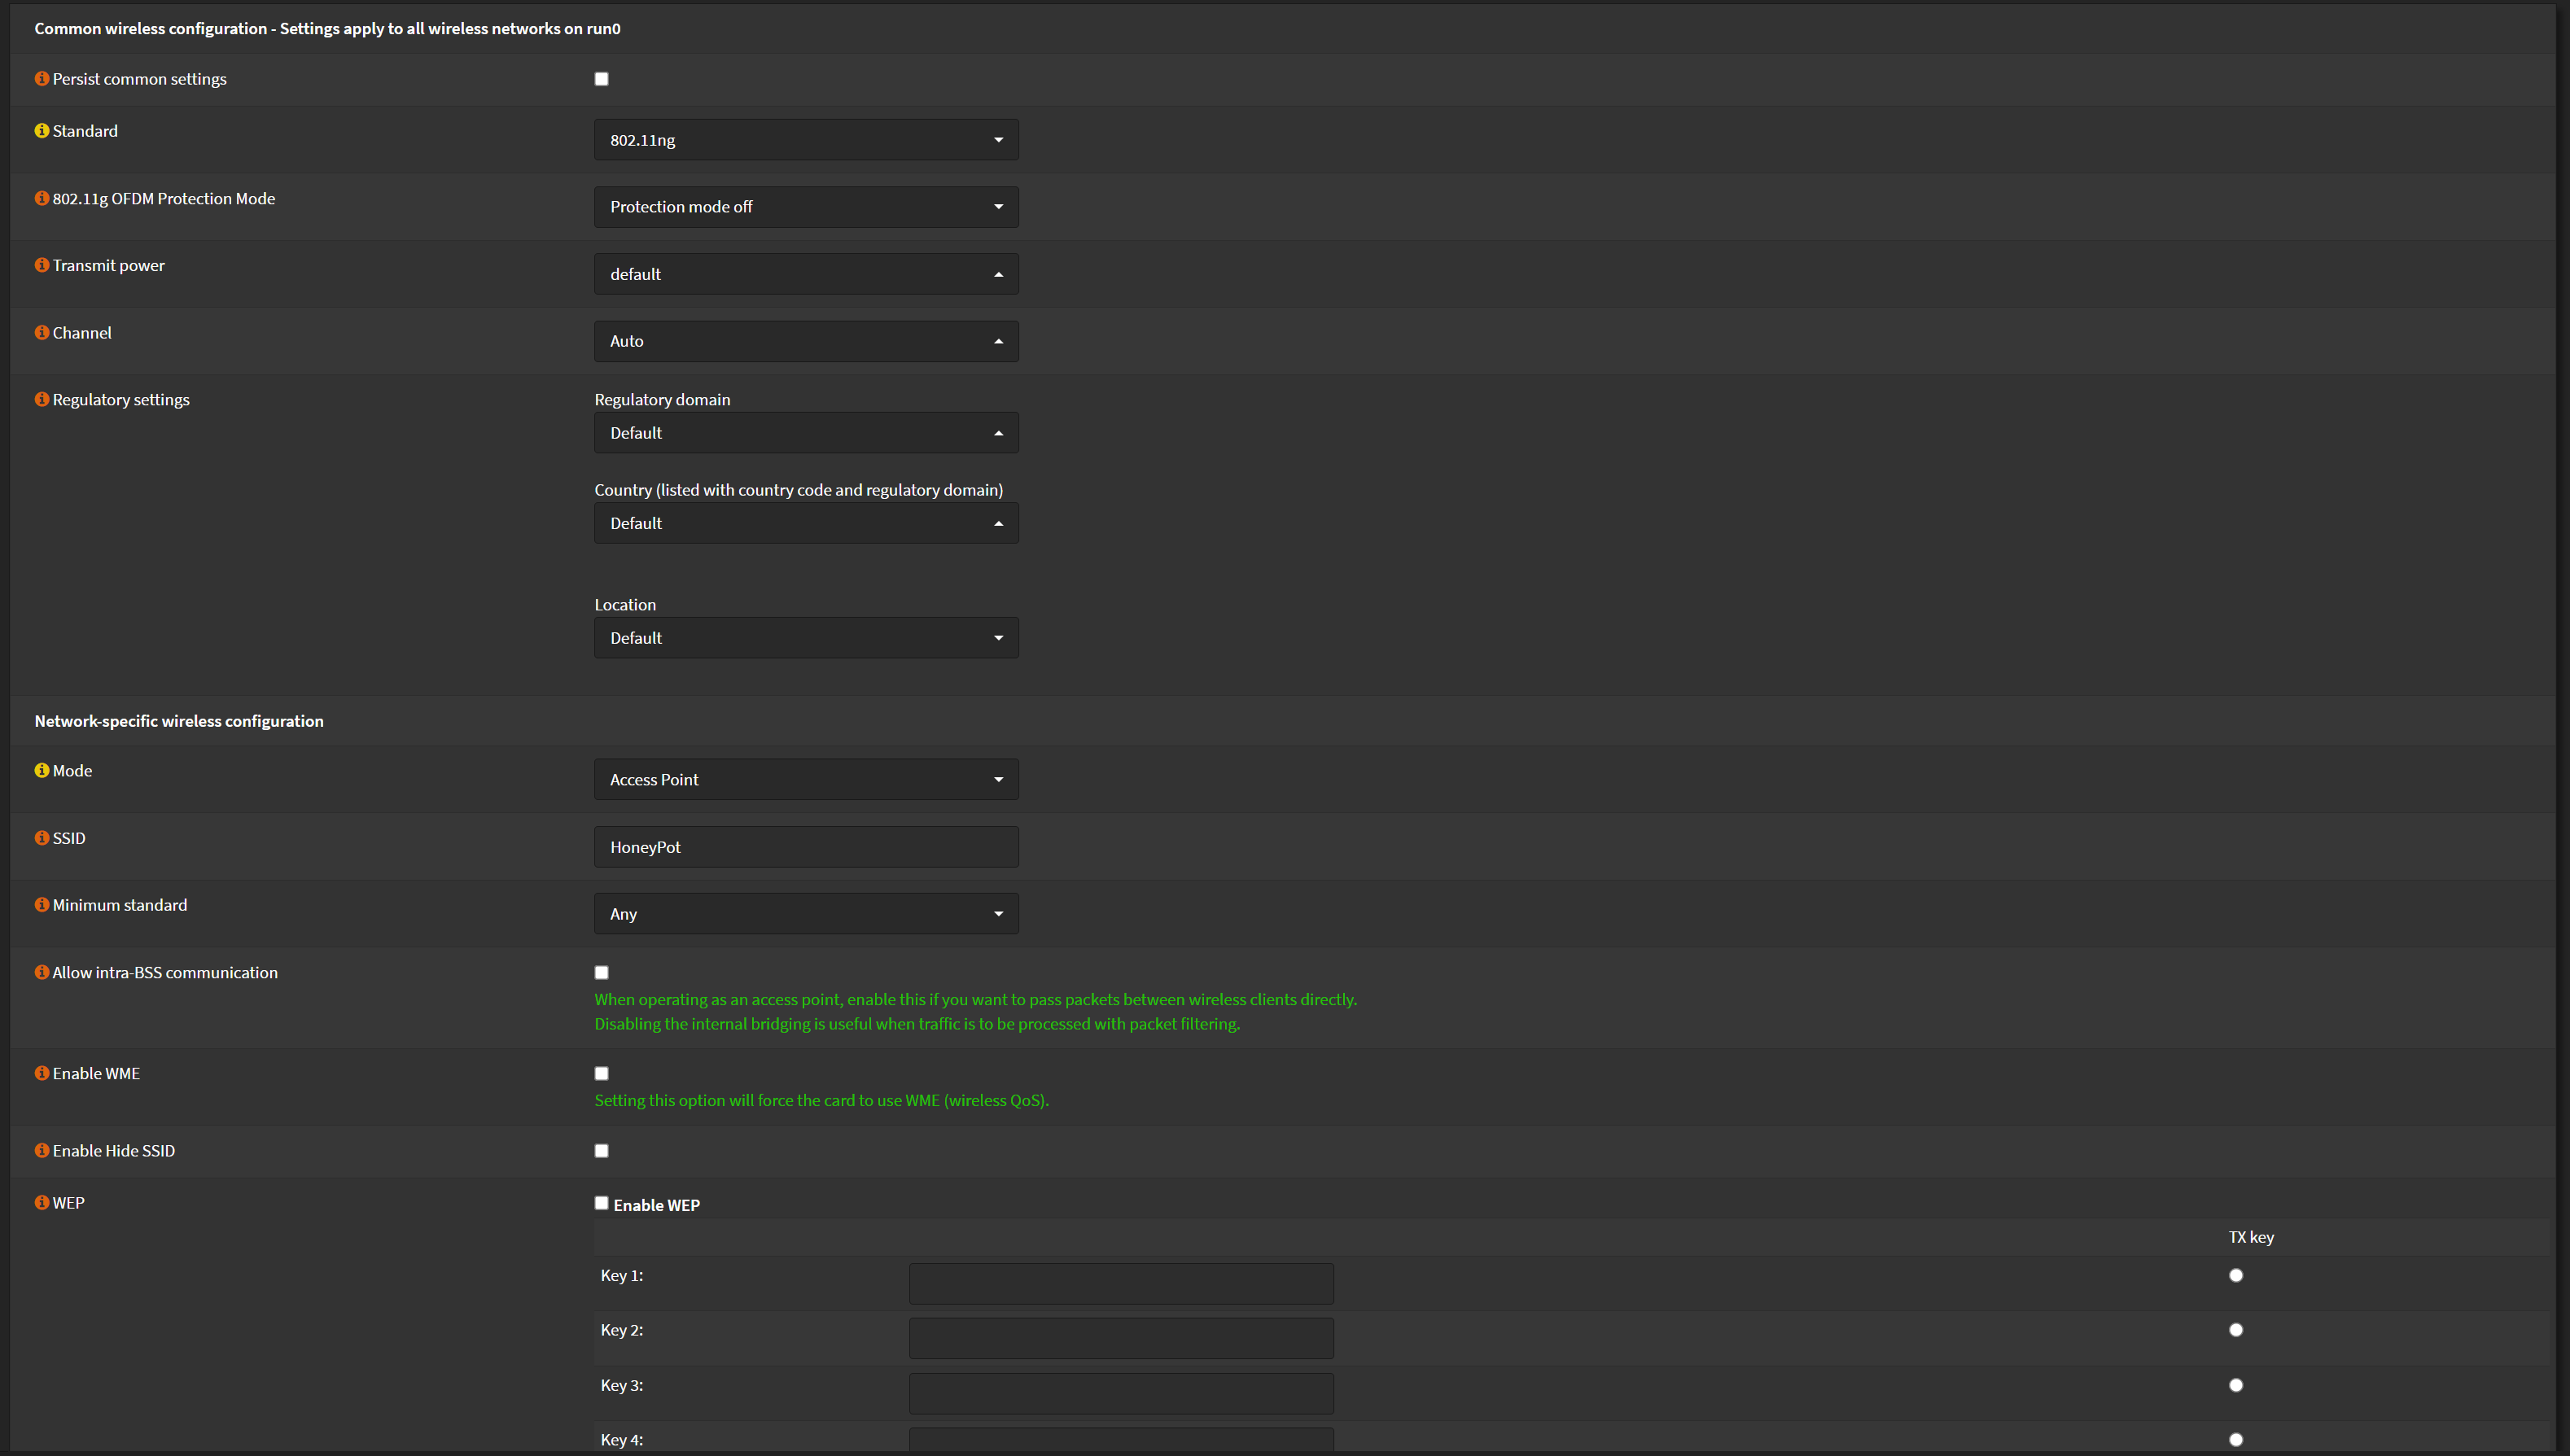 Common wireless configuration - Settings apply to all wireless networks on run0
Persist common settings
Standard
802.11ng
802.11g OFDM Protection Mode
Protection mode off
Transmit power
default
Channel
Auto
Regulatory settings
Regulatory domain
Default
Country (listed with country code and regulatory domain)
Default
Location
Default
Network-specific wireless configuration
Mode
Access Point
SSID
HoneyPot
Minimum standard
Any
Allow intra-BSS communication
When operating as an access point, enable this if you want to pass packets between wireless clients directly.
Disabling the internal bridging is useful when traffic is to be processed with packet filtering.
Enable WME
Setting this option will force the card to use WME (wireless QoS).
Enable Hide SSID
WEP
Enable WEP
TX key
Key 1:
Key 2:
Key 3:
Key 4: